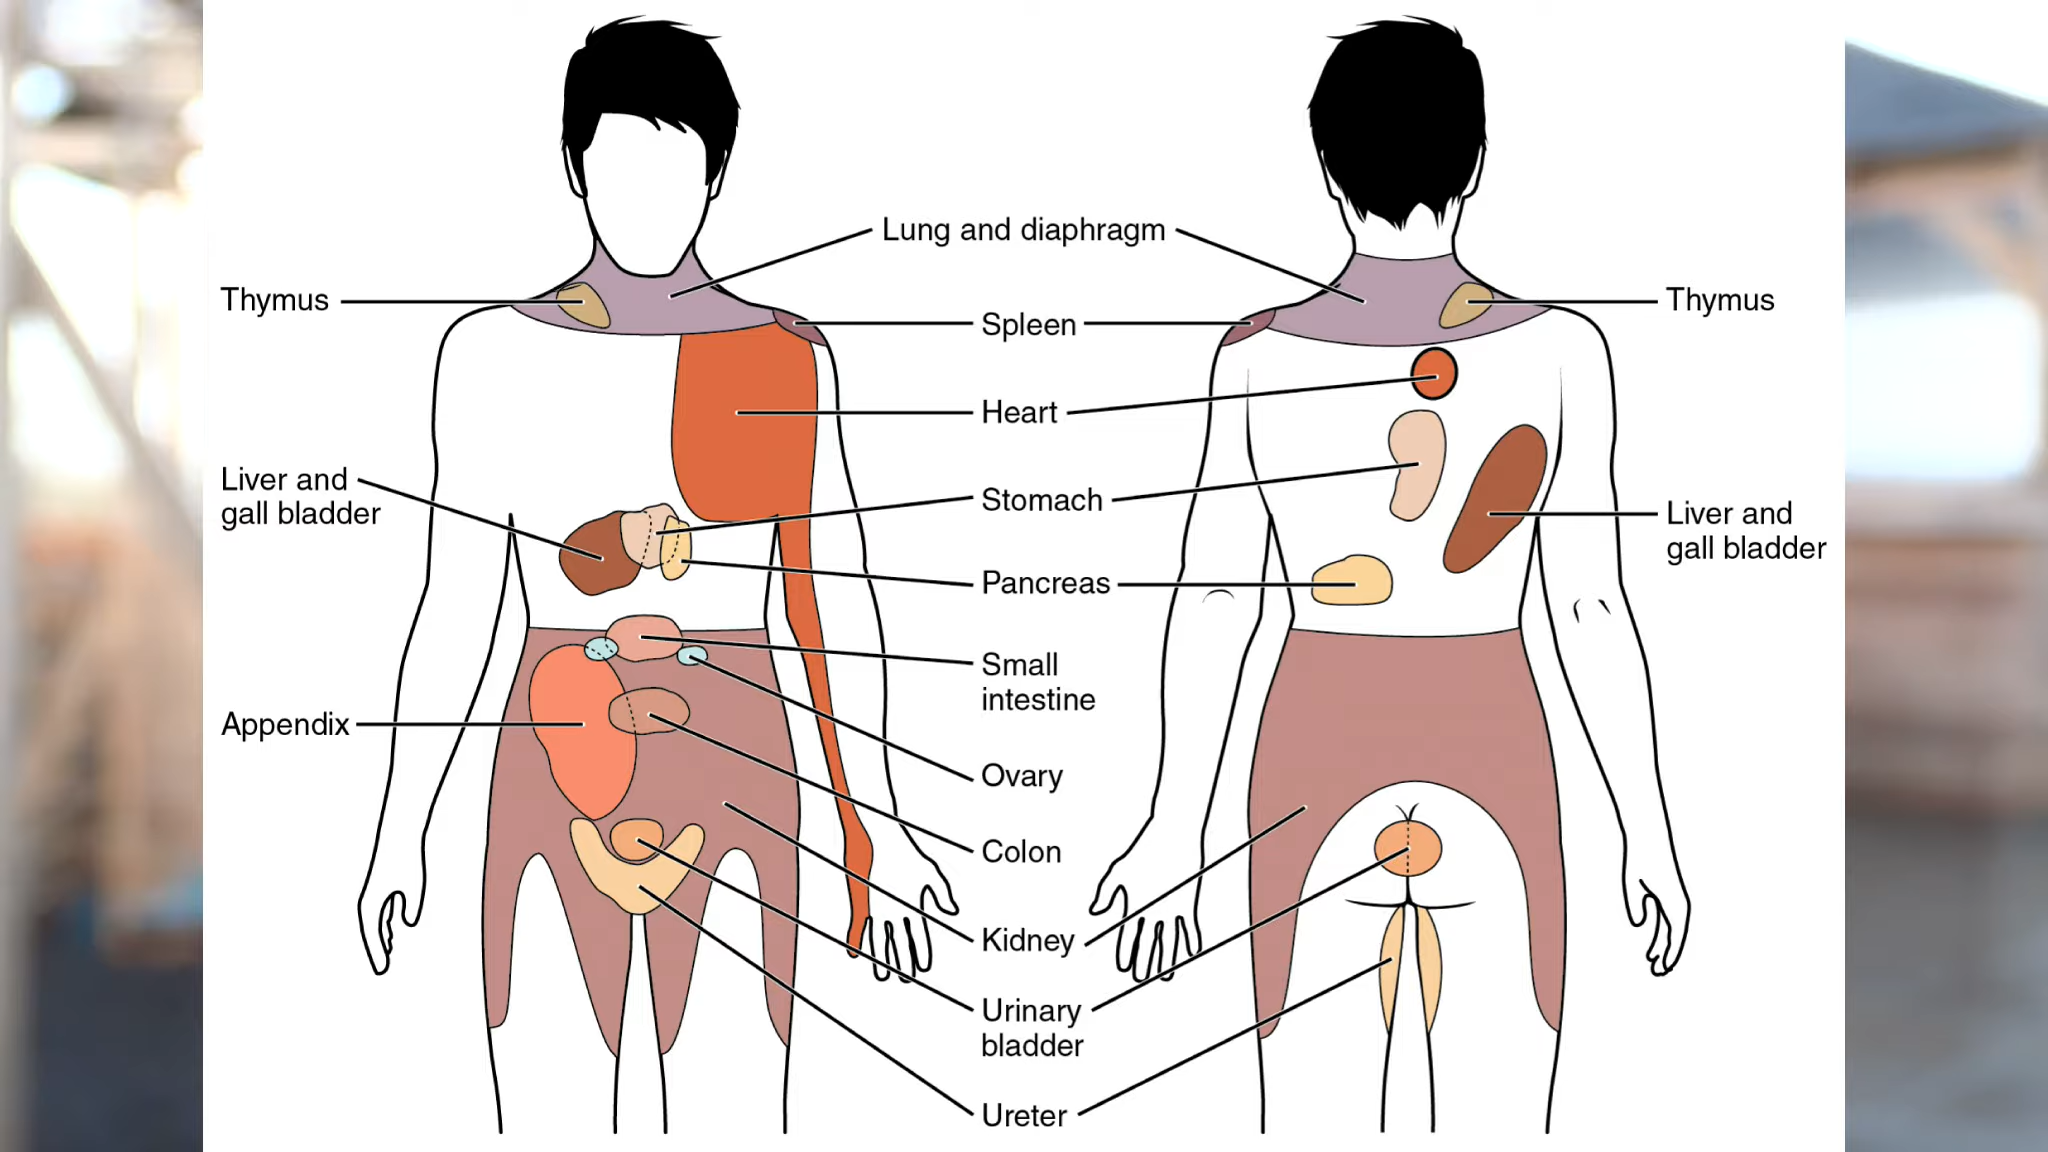 Lung and diaphragm
Thymus
Thymus
Spleen
Heart
Liver and
gall bladder
Stomach
Liver and
gall bladder
Pancreas
Small
intestine
Appendix
Ovary
Colon
Kidney
Urinary
bladder
Ureter